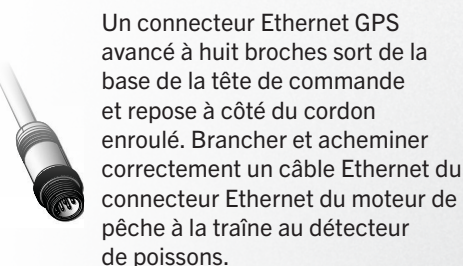 Un connecteur Ethernet GPS
avancé à huit broches sort de la
base de la tête de commande
et repose à côté du cordon
enroulé. Brancher et acheminer
correctement un câble Ethernet du
connecteur Ethernet du moteur de
pêche à la traîne au détecteur
de poissons.